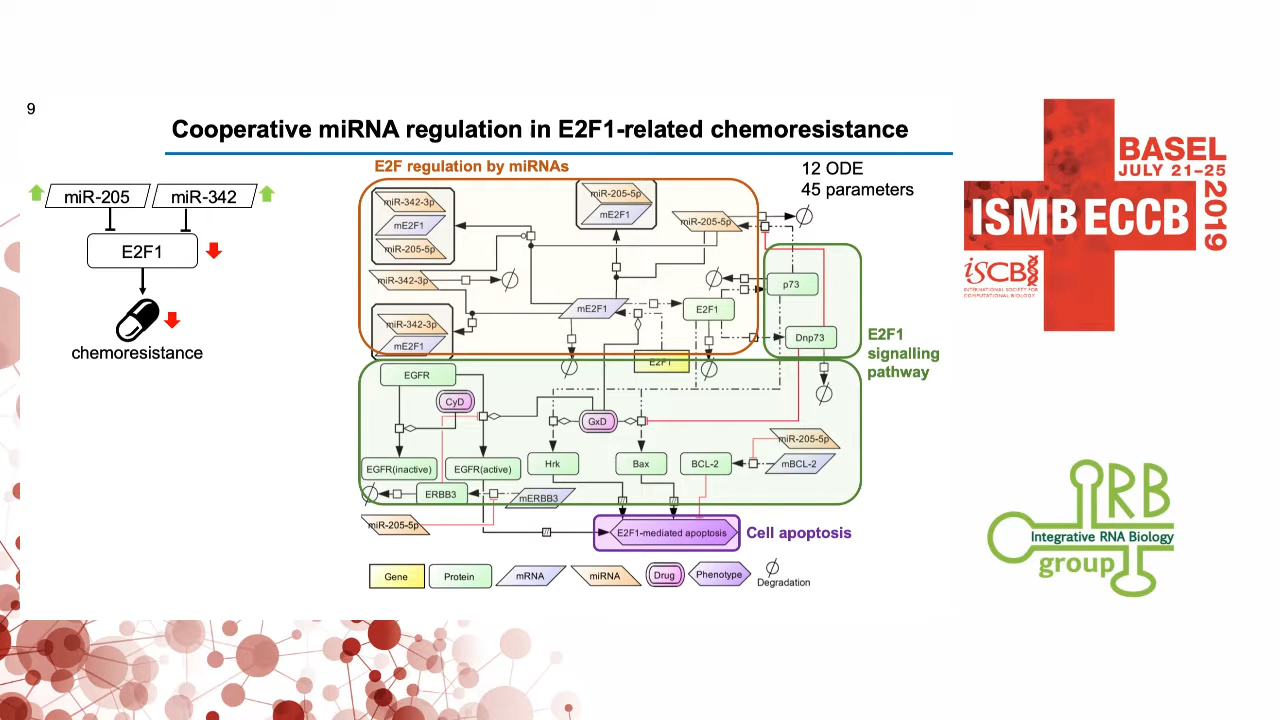 9
Cooperative miRNA regulation in E2F1-related chemoresistance
miR-205
miR-342
E2F1
chemoresistance
E2F regulation by miRNAs
12 ODE
45 parameters
miR-342-3p
mE2F1
miR-205-5p
miR-205-5p
mE2F1
miR-205-5p
miR-342-3p
mE2F1
E2F1
p73
miR-342-3p
mE2F1
Dnp73
E2F1
E2F1
signalling
pathway
EGFR
CyD
GxD
EGFR(inactive)
EGFR(active)
Hrk
Bax
BCL-2
miR-205-5p
mBCL-2
ERBB3
mERBB3
miR-205-5p
E2F1-mediated apoptosis
Cell apoptosis
Gene
Protein
mRNA
miRNA
Drug
Phenotype
Degradation
BASEL
JULY 21–25
2019
ISMB ECCB
iSCB
INTERNATIONAL SOCIETY FOR
COMPUTATIONAL BIOLOGY
IRB
Integrative RNA Biology
group